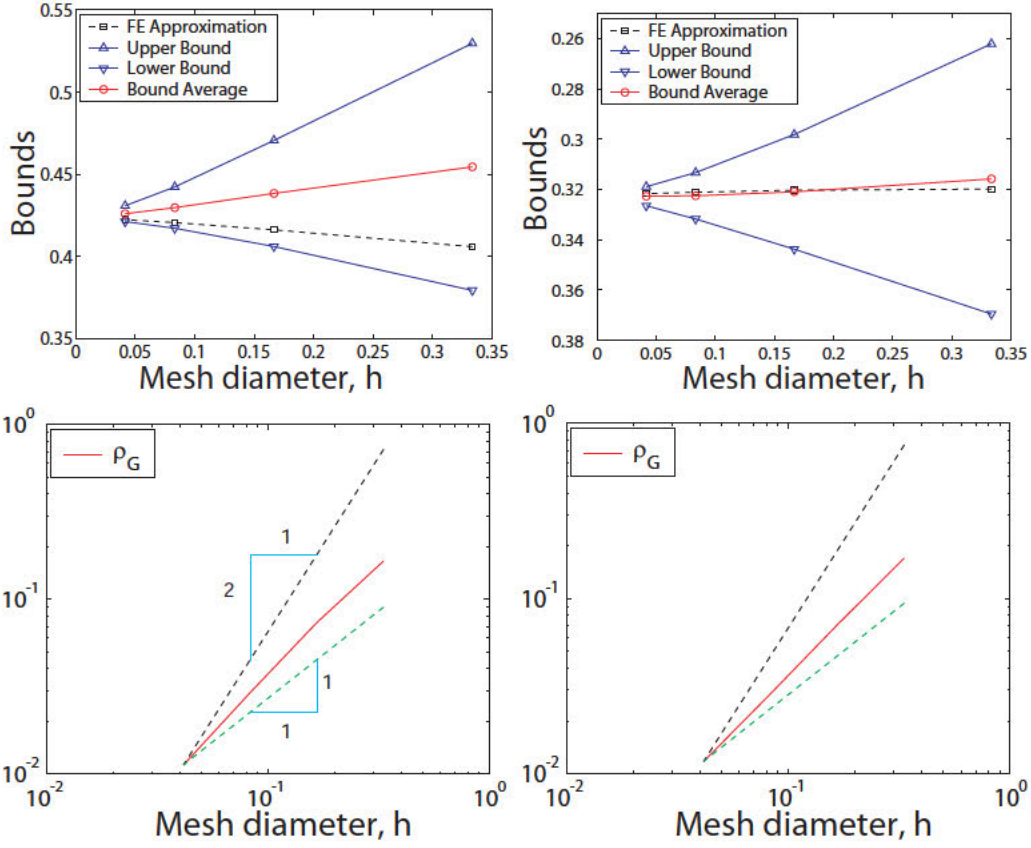 FE Approximation
Upper Bound
Lower Bound
Bound Average
0.55
0.5
0.45
0.4
0.35
Bounds
0 0.05 0.1 0.15 0.2 0.25 0.3 0.35
Mesh diameter, h
FE Approximation
Upper Bound
Lower Bound
Bound Average
0.26
0.28
0.3
0.32
0.34
0.36
0.38
Bounds
0 0.05 0.1 0.15 0.2 0.25 0.3 0.35
Mesh diameter, h
ρ_G
10^0
10^-1
10^-2
1
2
1
1
10^-2 10^-1 10^0
Mesh diameter, h
ρ_G
10^0
10^-1
10^-2
10^-2 10^-1 10^0
Mesh diameter, h